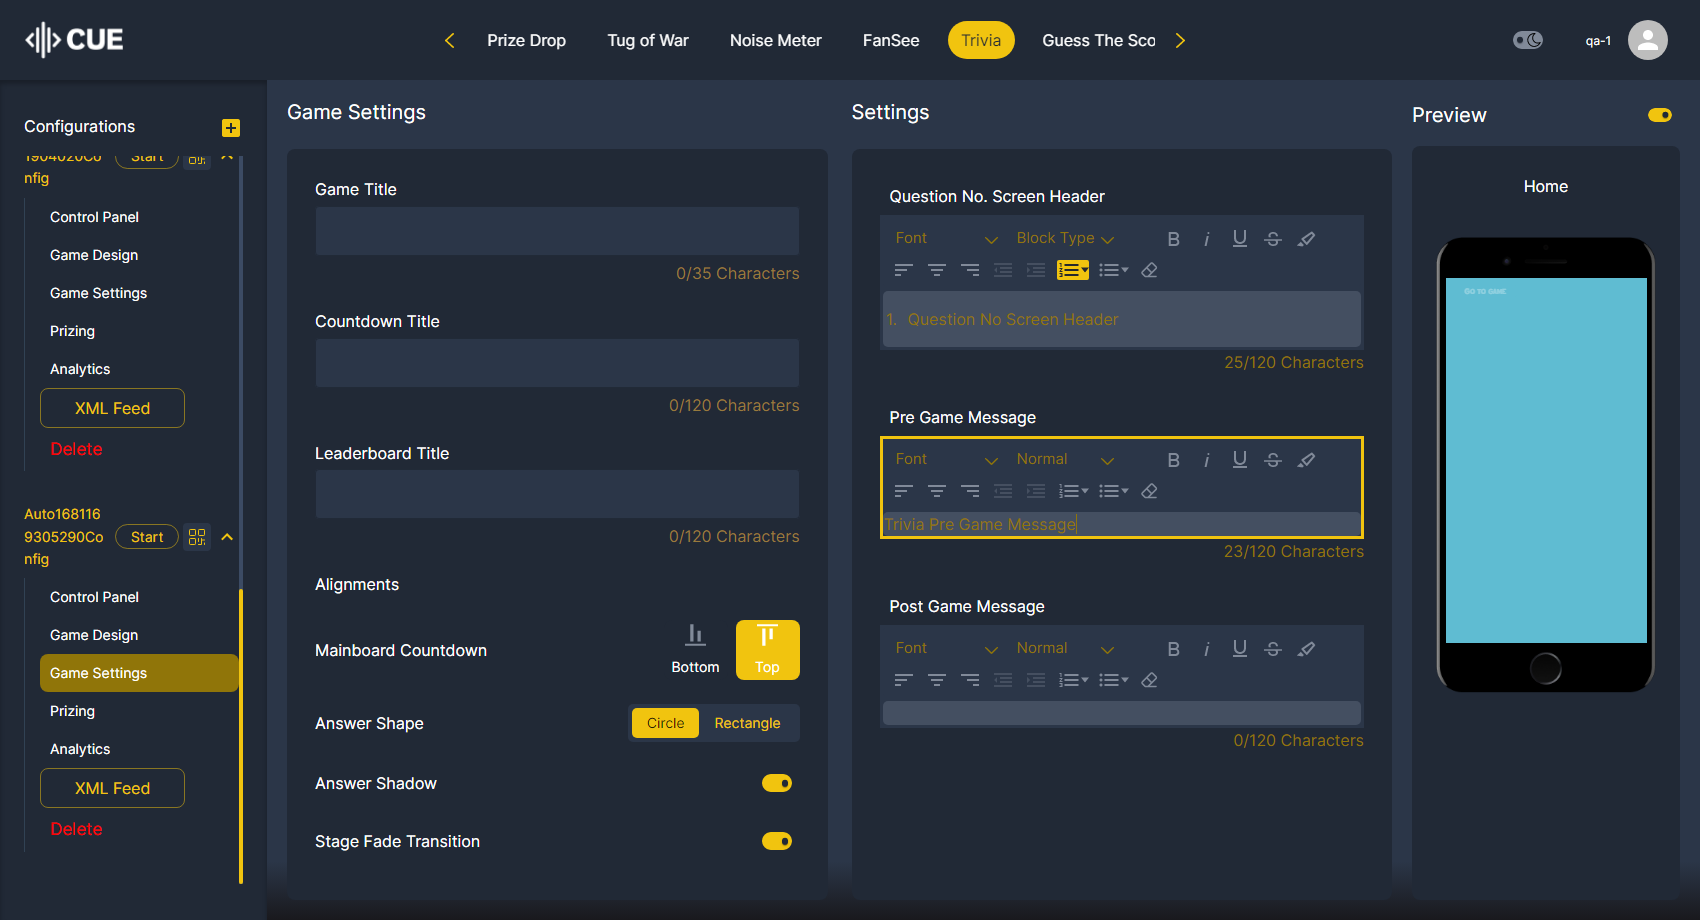 CUE
Prize Drop
Tug of War
Noise Meter
FanSee
Trivia
Guess The Sco
qa-1
Configurations
1904020Co
nfig
Start
Control Panel
Game Design
Game Settings
Prizing
Analytics
XML Feed
Delete
Auto168116
9305290Co
nfig
Start
Control Panel
Game Design
Game Settings
Prizing
Analytics
XML Feed
Delete
Game Settings
Game Title
0/35 Characters
Countdown Title
0/120 Characters
Leaderboard Title
0/120 Characters
Alignments
Mainboard Countdown
Bottom
Top
Answer Shape
Circle
Rectangle
Answer Shadow
Stage Fade Transition
Settings
Question No. Screen Header
Font
Block Type
B
i
U
S
1. Question No Screen Header
25/120 Characters
Pre Game Message
Font
Normal
B
i
U
S
Trivia Pre Game Message
23/120 Characters
Post Game Message
Font
Normal
B
i
U
S
0/120 Characters
Preview
Home
Go to game